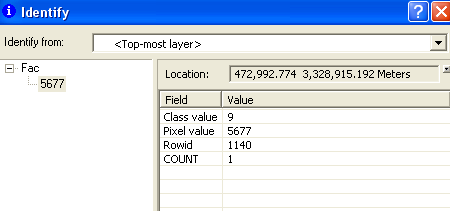 Identify
Identify from: <Top-most layer>
Fac
5677
Location: 472,992.774 3,328,915.192 Meters
Field Value
Class value 9
Pixel value 5677
Rowid 1140
COUNT 1